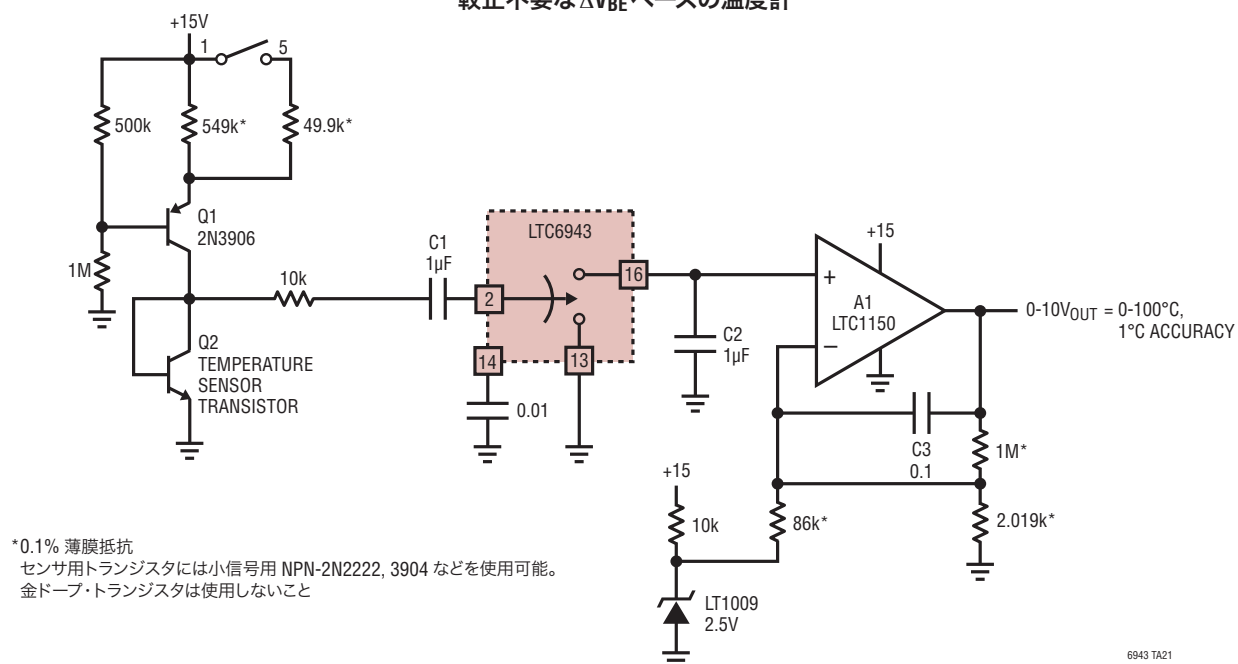 較正不要なΔVBEベースの温度計
+15V
1
5
500k
549k*
49.9k*
Q1
2N3906
1M
10k
C1
1µF
LTC6943
2
16
14
13
0.01
Q2
TEMPERATURE
SENSOR
TRANSISTOR
C2
1µF
+15
+
A1
LTC1150
–
0-10VOUT = 0-100°C,
1°C ACCURACY
C3
0.1
1M*
+15
10k
86k*
2.019k*
LT1009
2.5V
*0.1% 薄膜抵抗
センサ用トランジスタには小信号用 NPN-2N2222, 3904 などを使用可能。
金ドープ・トランジスタは使用しないこと
6943 TA21